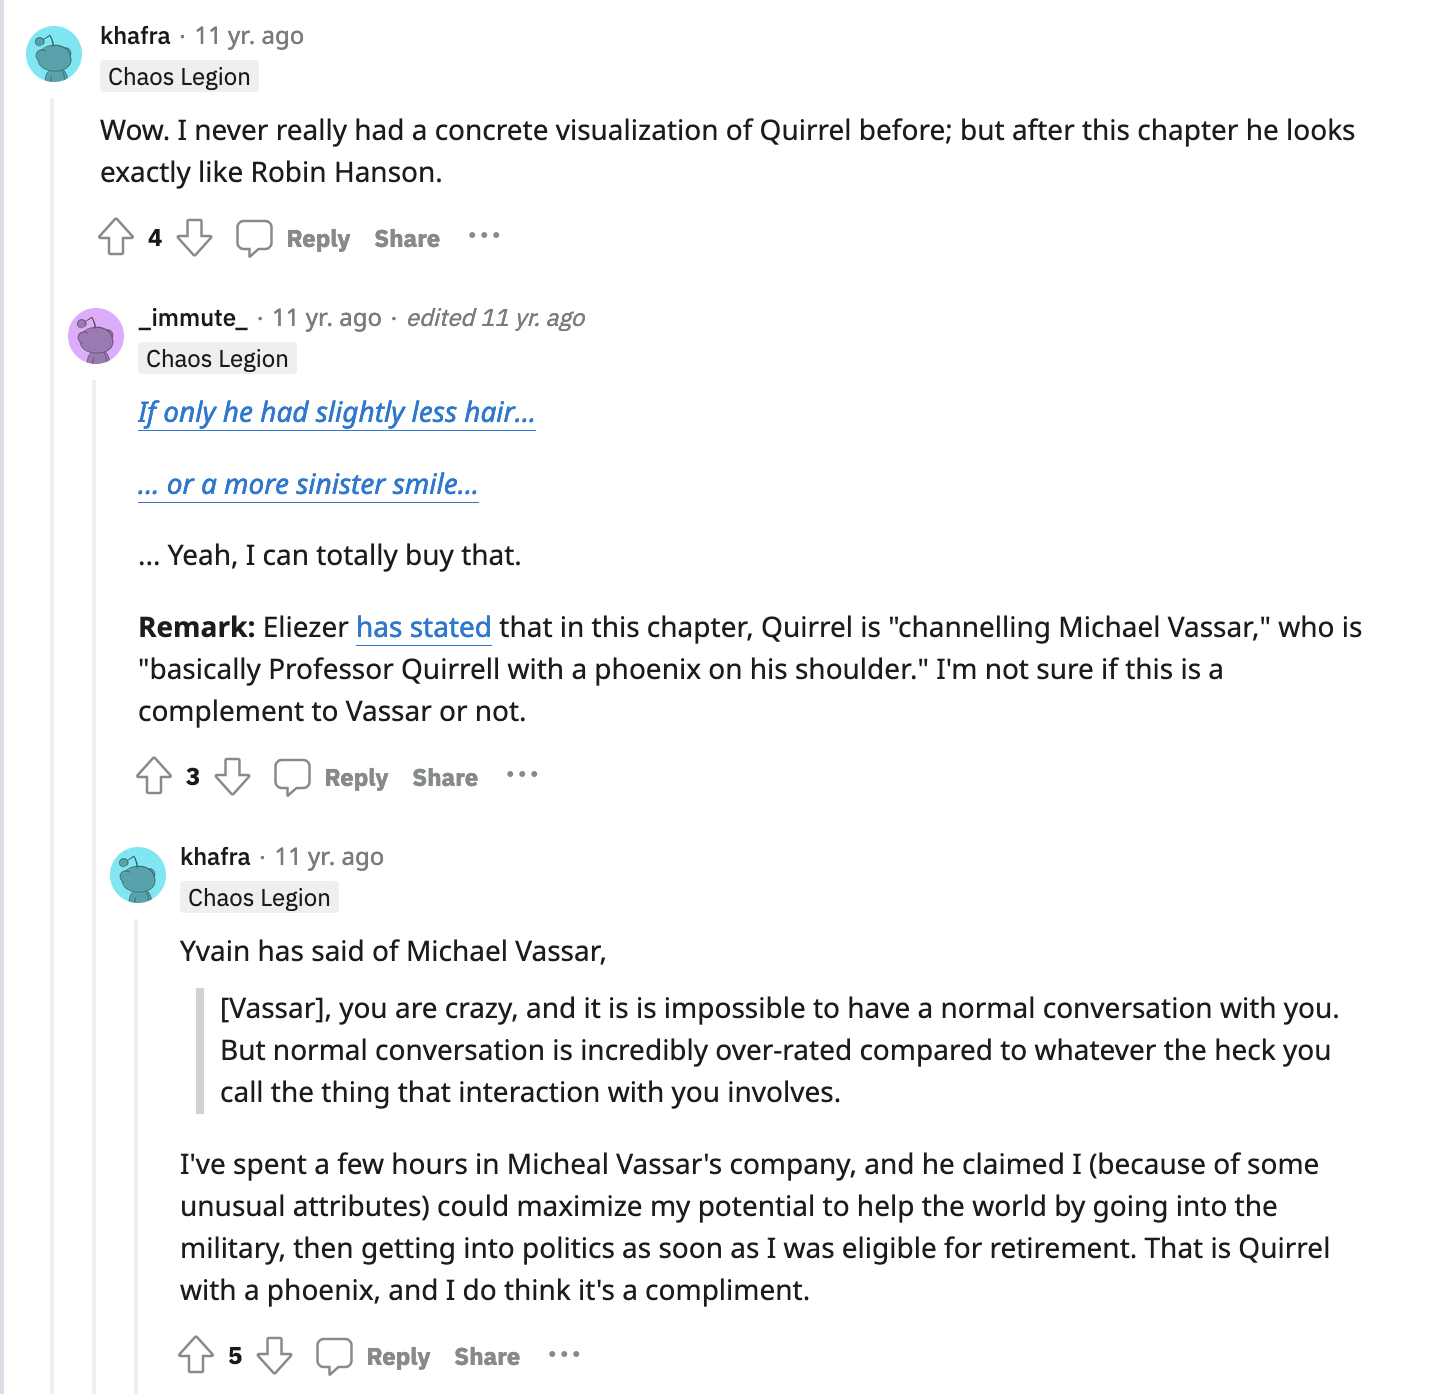 khafra · 11 yr. ago
Chaos Legion
Wow. I never really had a concrete visualization of Quirrel before; but after this chapter he looks
exactly like Robin Hanson.
4 Reply Share ···
_immute_ · 11 yr. ago · edited 11 yr. ago
Chaos Legion
If only he had slightly less hair...
... or a more sinister smile...
... Yeah, I can totally buy that.
Remark: Eliezer has stated that in this chapter, Quirrel is "channelling Michael Vassar," who is
"basically Professor Quirrell with a phoenix on his shoulder." I'm not sure if this is a
complement to Vassar or not.
3 Reply Share ···
khafra · 11 yr. ago
Chaos Legion
Yvain has said of Michael Vassar,
[Vassar], you are crazy, and it is is impossible to have a normal conversation with you.
But normal conversation is incredibly over-rated compared to whatever the heck you
call the thing that interaction with you involves.
I've spent a few hours in Micheal Vassar's company, and he claimed I (because of some
unusual attributes) could maximize my potential to help the world by going into the
military, then getting into politics as soon as I was eligible for retirement. That is Quirrel
with a phoenix, and I do think it's a compliment.
5 Reply Share ···